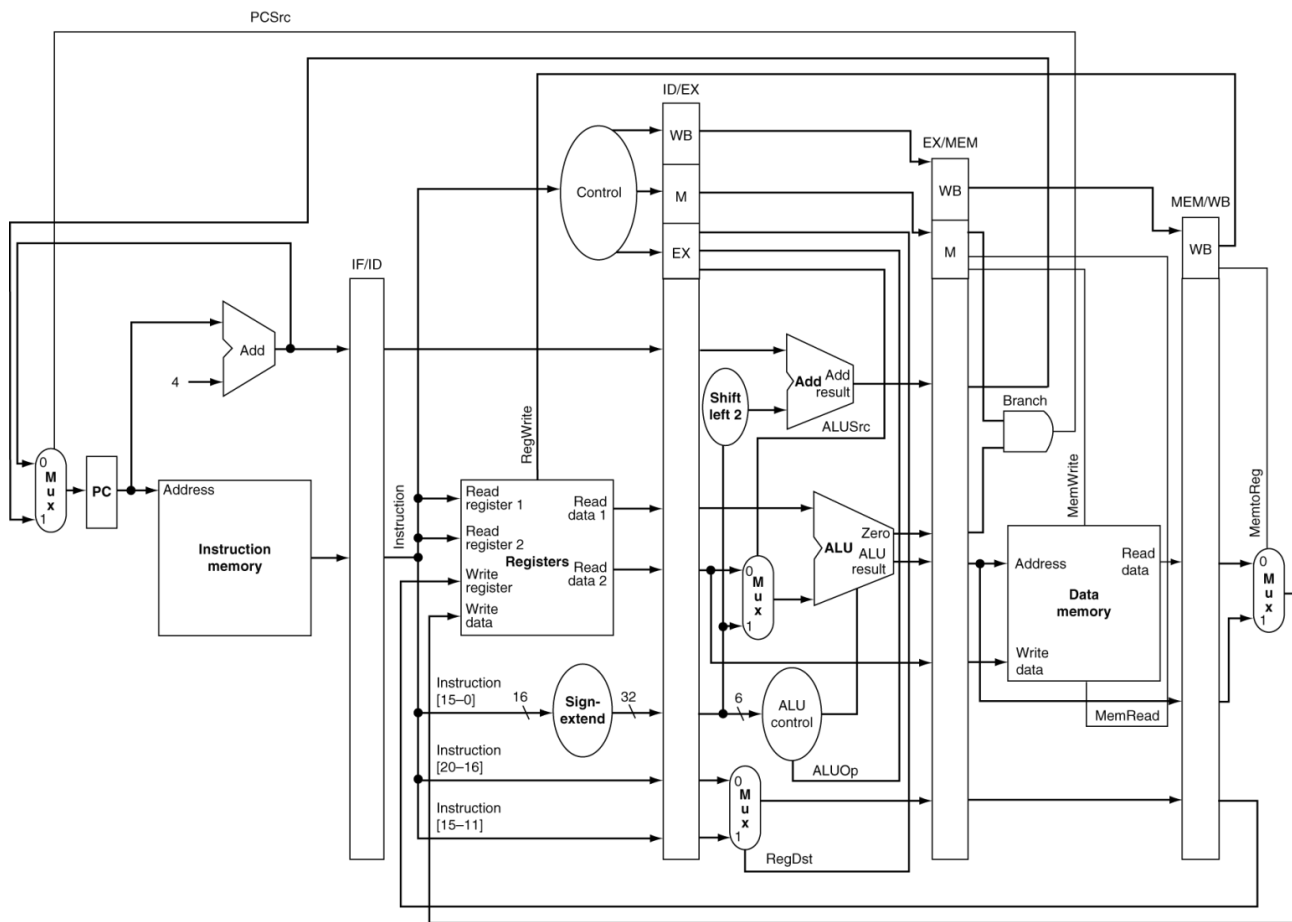 PCSrc
ID/EX
WB
EX/MEM
Control
M
WB
MEM/WB
EX
M
WB
IF/ID
Add
4
Add
Add
result
Shift
left 2
Branch
ALUSrc
RegWrite
MemWrite
MemtoReg
Instruction
0
M
u
x
1
PC
Address
Instruction
memory
Read
register 1
Read
register 2
Write
register
Write
data
Registers
Read
data 1
Read
data 2
0
M
u
x
1
ALU
Zero
ALU
result
Address
Read
data
Data
memory
Write
data
MemRead
0
M
u
x
1
Instruction
[15–0]
16
Sign-
extend
32
6
ALU
control
Instruction
[20–16]
ALUOp
0
M
u
x
1
Instruction
[15–11]
RegDst